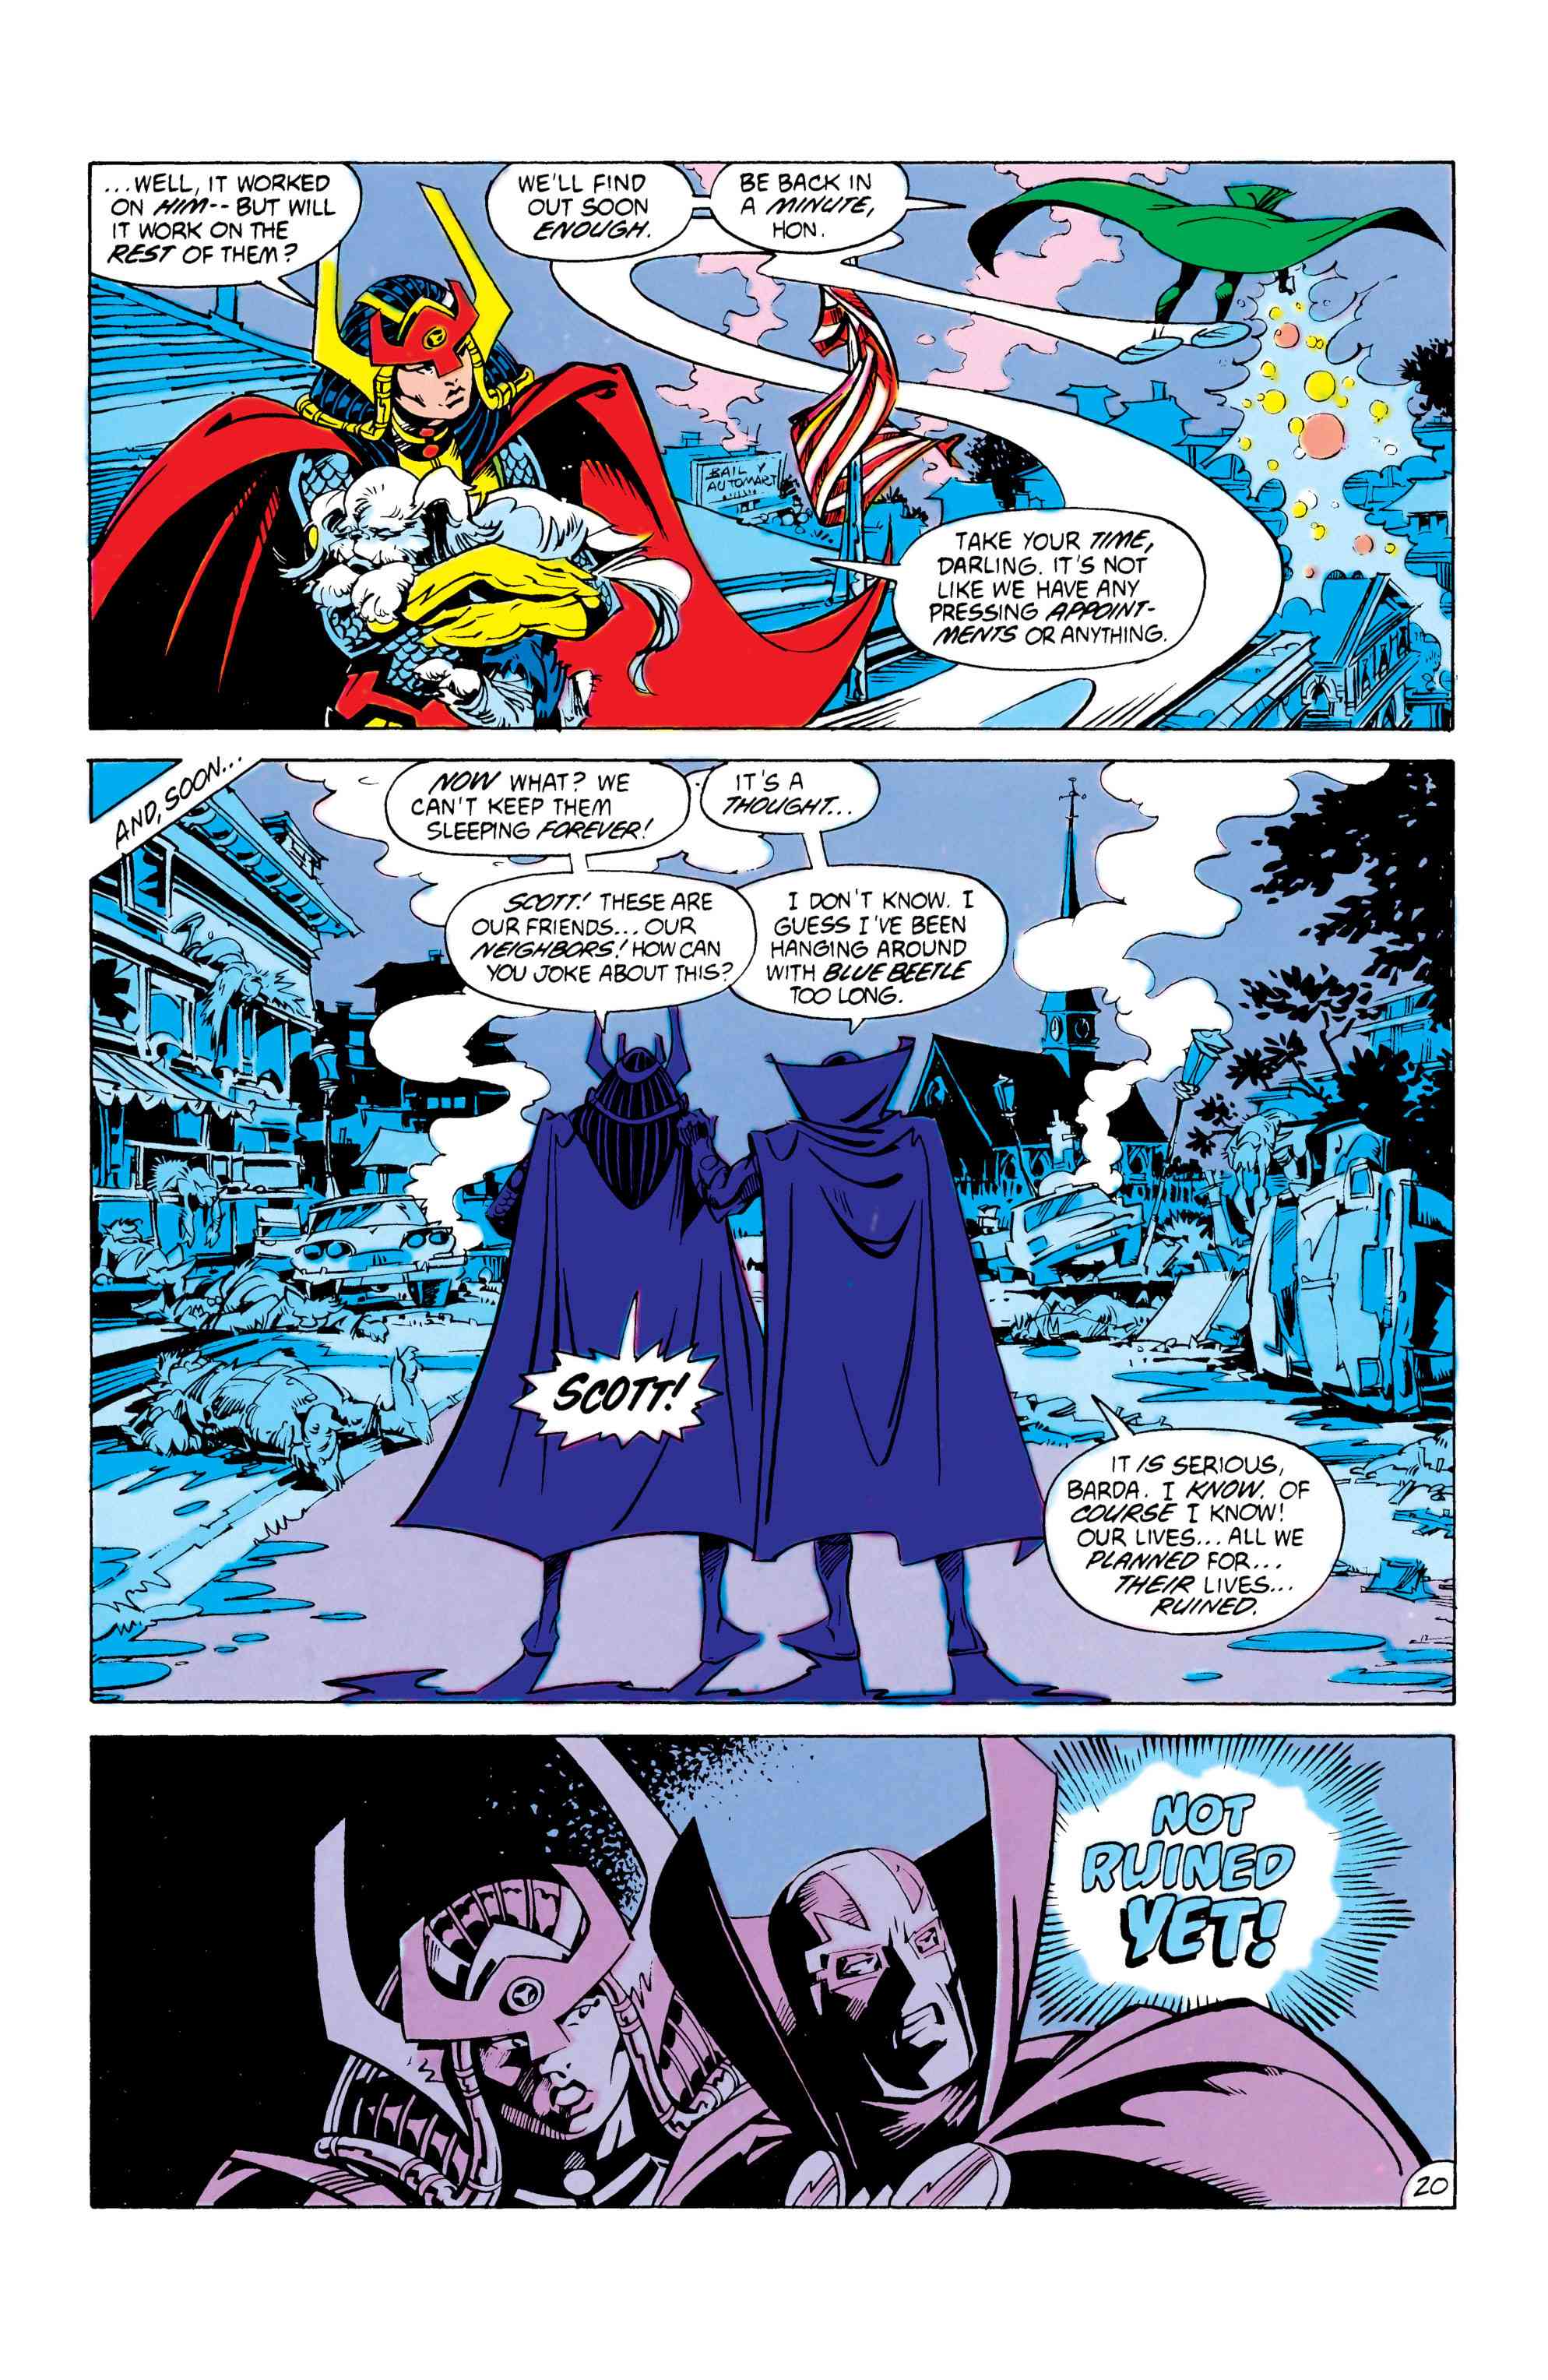 ...WELL, IT WORKED
ON HIM-- BUT WILL
IT WORK ON THE
REST OF THEM?
WE'LL FIND
OUT SOON
ENOUGH.
BE BACK IN
A MINUTE,
HON.
BAIL Y
AUTOMART
TAKE YOUR TIME,
DARLING. IT'S NOT
LIKE WE HAVE ANY
PRESSING APPOINT-
MENTS OR ANYTHING.
AND, SOON...
NOW WHAT? WE
CAN'T KEEP THEM
SLEEPING FOREVER!
IT'S A
THOUGHT...
SCOTT! THESE ARE
OUR FRIENDS... OUR
NEIGHBORS! HOW CAN
YOU JOKE ABOUT THIS?
I DON'T KNOW. I
GUESS I'VE BEEN
HANGING AROUND
WITH BLUE BEETLE
TOO LONG.
SCOTT!
IT IS SERIOUS,
BARDA. I KNOW. OF
COURSE I KNOW!
OUR LIVES... ALL WE
PLANNED FOR...
THEIR LIVES...
RUINED.
NOT
RUINED
YET!
20